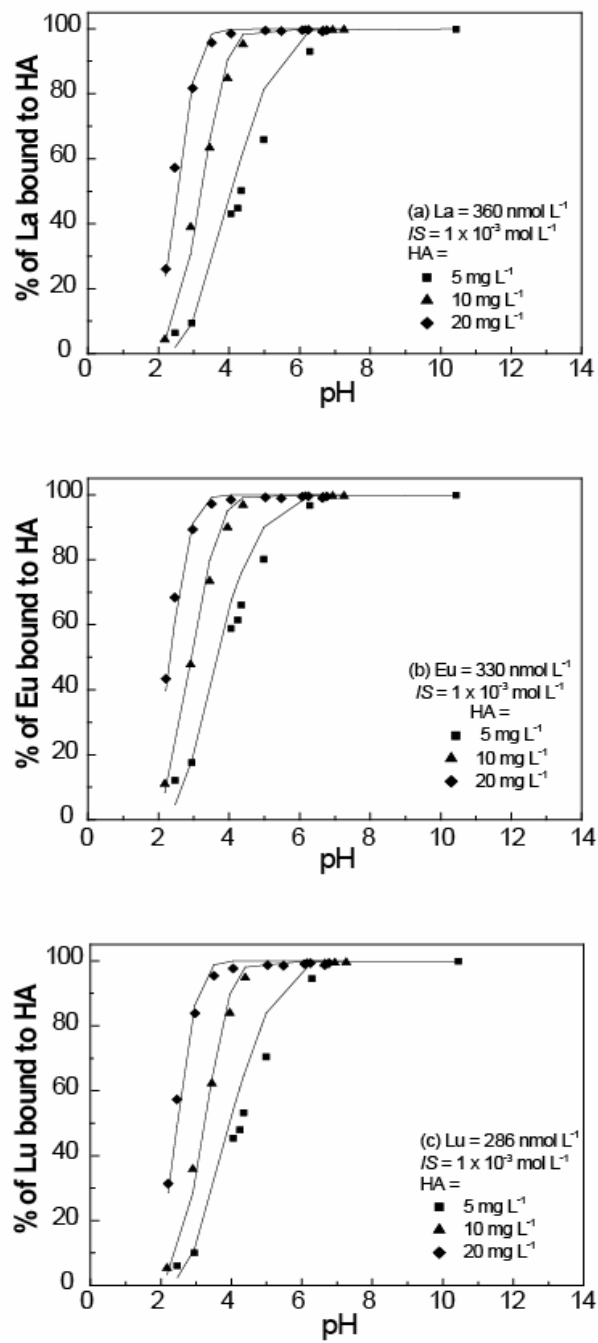 100
80
60
40
20
0
% of La bound to HA
(a) La = 360 nmol L⁻¹
IS = 1 x 10⁻³ mol L⁻¹
HA =
■ 5 mg L⁻¹
▲ 10 mg L⁻¹
◆ 20 mg L⁻¹
0 2 4 6 8 10 12 14
pH
100
80
60
40
20
0
% of Eu bound to HA
(b) Eu = 330 nmol L⁻¹
IS = 1 x 10⁻³ mol L⁻¹
HA =
■ 5 mg L⁻¹
▲ 10 mg L⁻¹
◆ 20 mg L⁻¹
0 2 4 6 8 10 12 14
pH
100
80
60
40
20
0
% of Lu bound to HA
(c) Lu = 286 nmol L⁻¹
IS = 1 x 10⁻³ mol L⁻¹
HA =
■ 5 mg L⁻¹
▲ 10 mg L⁻¹
◆ 20 mg L⁻¹
0 2 4 6 8 10 12 14
pH